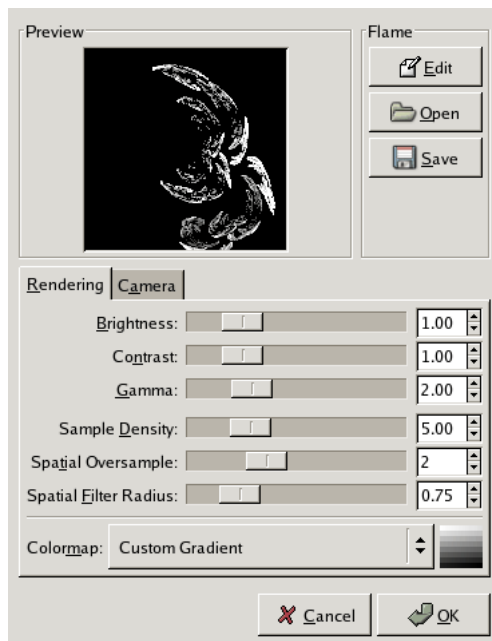 Preview
Flame
Edit
Open
Save
Rendering
Camera
Brightness: 1.00
Contrast: 1.00
Gamma: 2.00
Sample Density: 5.00
Spatial Oversample: 2
Spatial Filter Radius: 0.75
Colormap: Custom Gradient
Cancel
OK